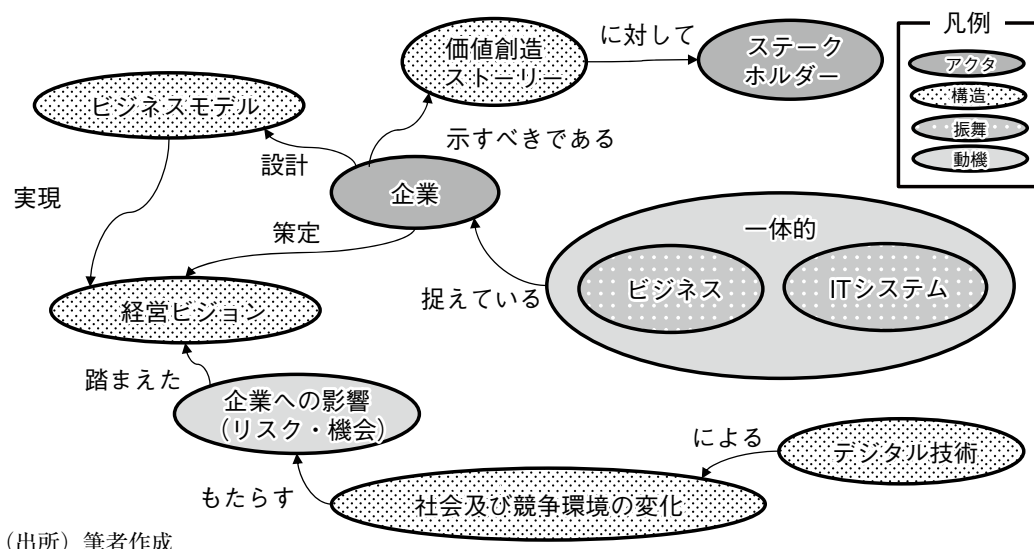 価値創造
ストーリー
に対して
ステーク
ホルダー
凡例
アクタ
構造
振舞
動機
ビジネスモデル
示すべきである
設計
企業
実現
策定
一体的
ビジネス
ITシステム
捉えている
経営ビジョン
踏まえた
企業への影響
(リスク・機会)
による
デジタル技術
もたらす
社会及び競争環境の変化
(出所)筆者作成